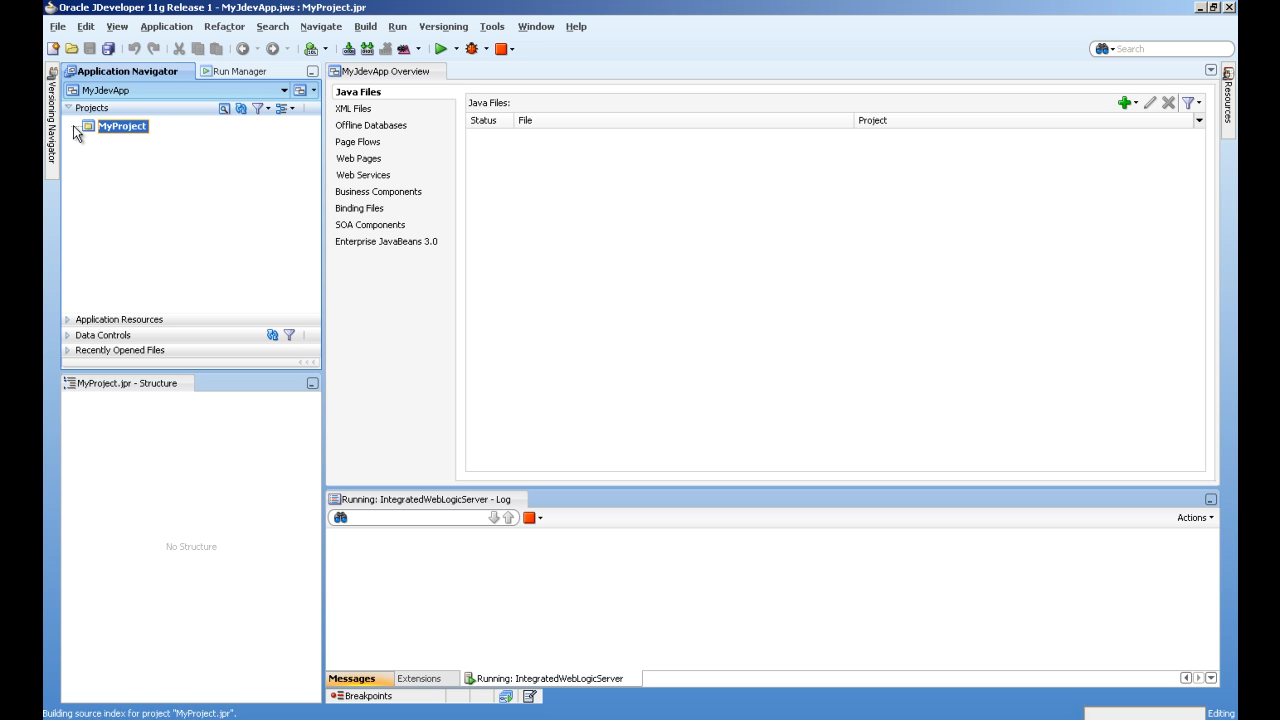 Oracle JDeveloper 11g Release 1 - MyJdevApp.jws : MyProject.jpr
File Edit View Application Refactor Search Navigate Build Run Versioning Tools Window Help
Search
Application Navigator Run Manager
MyJdevApp Overview
Versioning Navigator
Resources
MyJdevApp
Projects
MyProject
Application Resources
Data Controls
Recently Opened Files
Java Files
XML Files
Offline Databases
Page Flows
Web Pages
Web Services
Business Components
Binding Files
SOA Components
Enterprise JavaBeans 3.0
Java Files:
Status File Project
MyProject.jpr - Structure
No Structure
Running: IntegratedWebLogicServer - Log
Actions
Messages Extensions Running: IntegratedWebLogicServer
Breakpoints
Building source index for project "MyProject.jpr". Editing